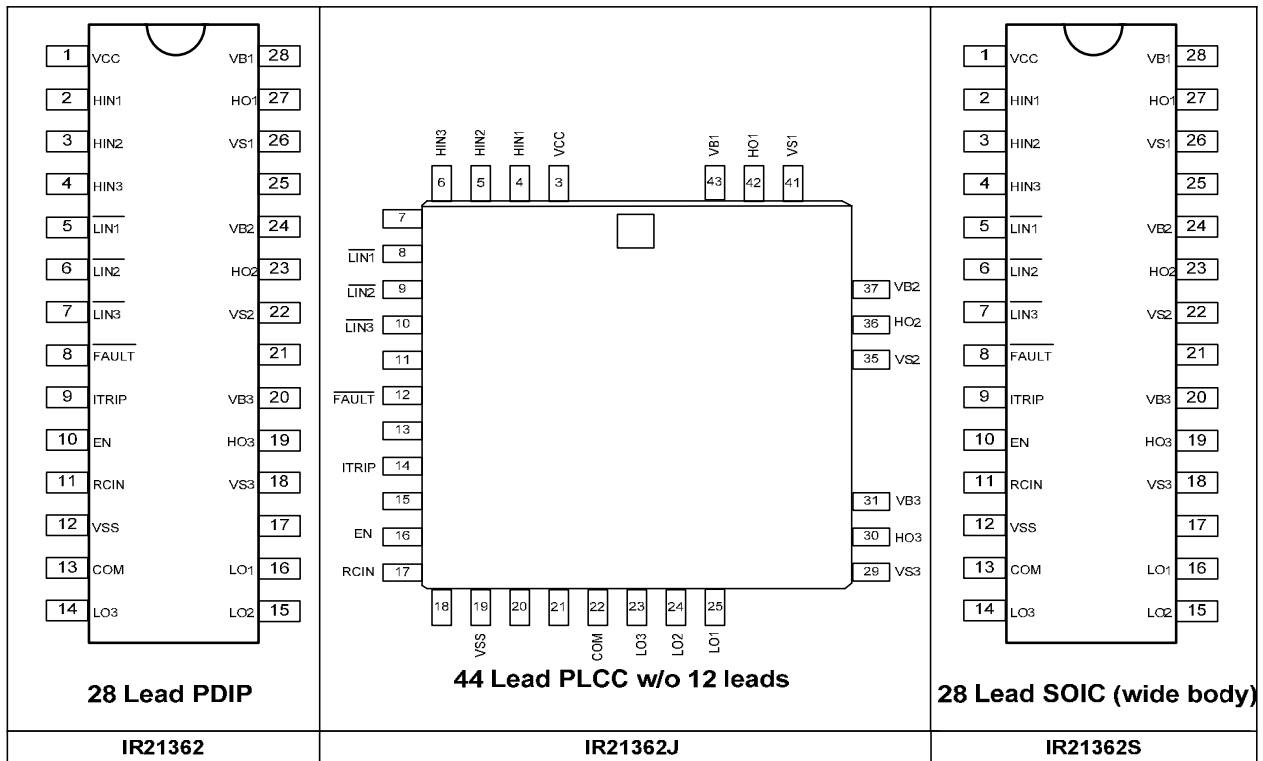 1 VCC VB1 28
2 HIN1 HO1 27
3 HIN2 VS1 26
4 HIN3 25
5 LIN1 VB2 24
6 LIN2 HO2 23
7 LIN3 VS2 22
8 FAULT 21
9 ITRIP VB3 20
10 EN HO3 19
11 RCIN VS3 18
12 VSS 17
13 COM LO1 16
14 LO3 LO2 15
28 Lead PDIP
IR21362
HIN3 HIN2 HIN1 VCC VB1 HO1 VS1
6 5 4 3 43 42 41
7
LIN1 8
LIN2 9 37 VB2
LIN3 10 36 HO2
11 35 VS2
FAULT 12
13
ITRIP 14
15 31 VB3
EN 16 30 HO3
RCIN 17 29 VS3
18 19 20 21 22 23 24 25
VSS COM LO3 LO2 LO1
44 Lead PLCC w/o 12 leads
IR21362J
1 VCC VB1 28
2 HIN1 HO1 27
3 HIN2 VS1 26
4 HIN3 25
5 LIN1 VB2 24
6 LIN2 HO2 23
7 LIN3 VS2 22
8 FAULT 21
9 ITRIP VB3 20
10 EN HO3 19
11 RCIN VS3 18
12 VSS 17
13 COM LO1 16
14 LO3 LO2 15
28 Lead SOIC (wide body)
IR21362S